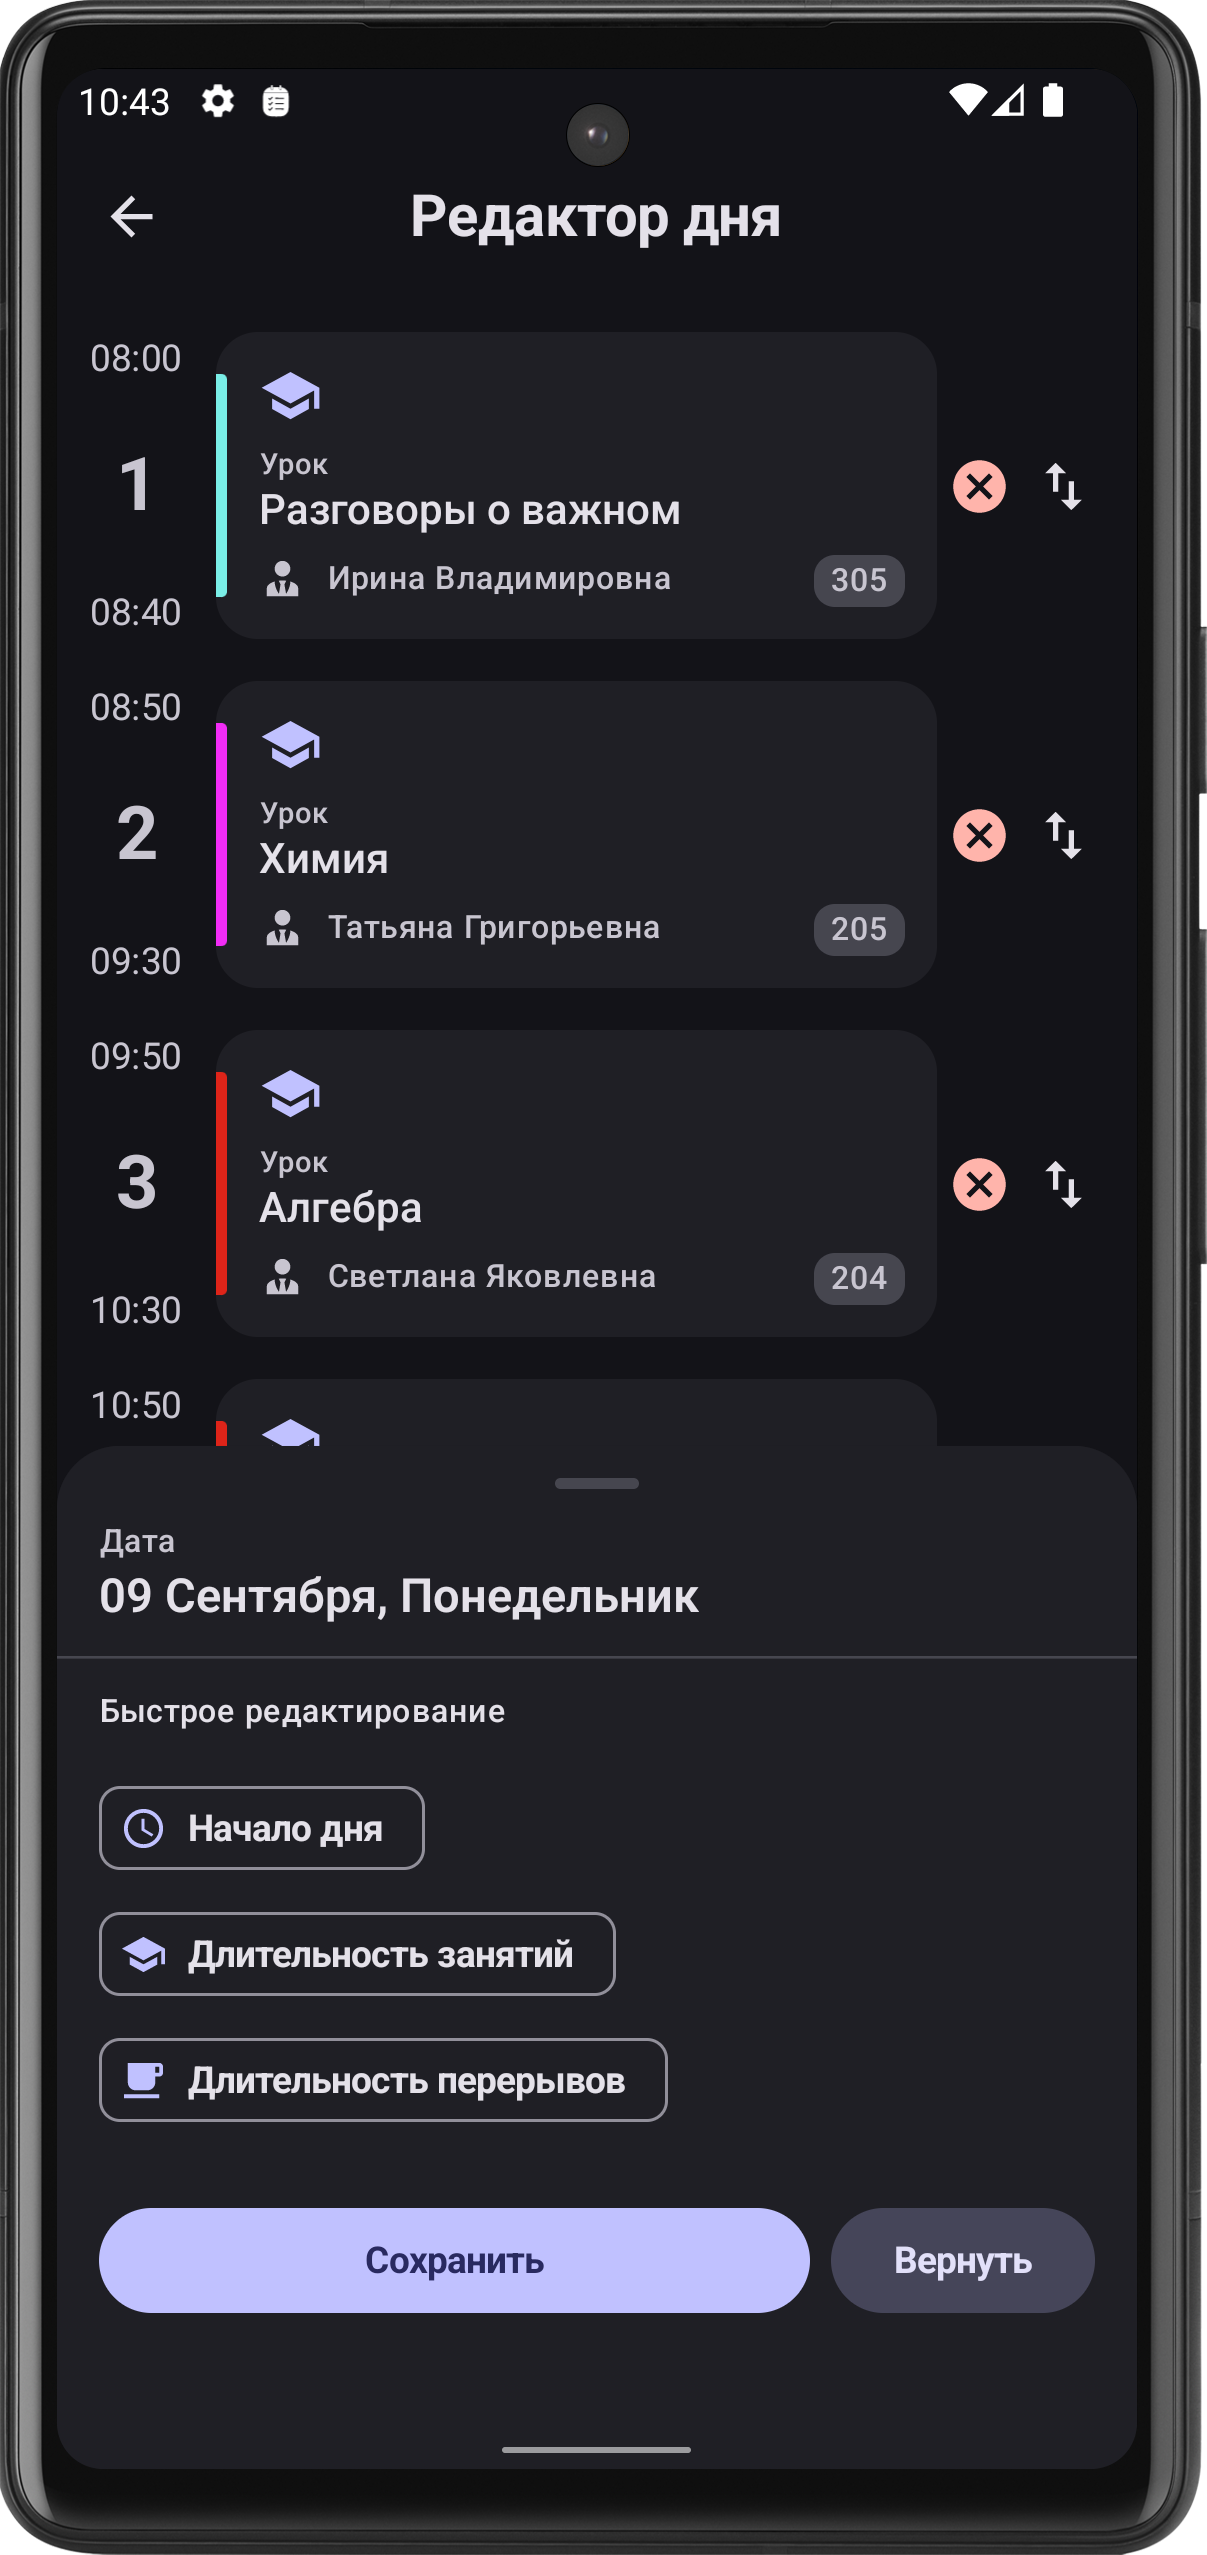 10:43
Редактор дня
08:00
1
08:40
Урок
Разговоры о важном
Ирина Владимировна
305
08:50
2
09:30
Урок
Химия
Татьяна Григорьевна
205
09:50
3
10:30
Урок
Алгебра
Светлана Яковлевна
204
10:50
Дата
09 Сентября, Понедельник
Быстрое редактирование
Начало дня
Длительность занятий
Длительность перерывов
Сохранить
Вернуть